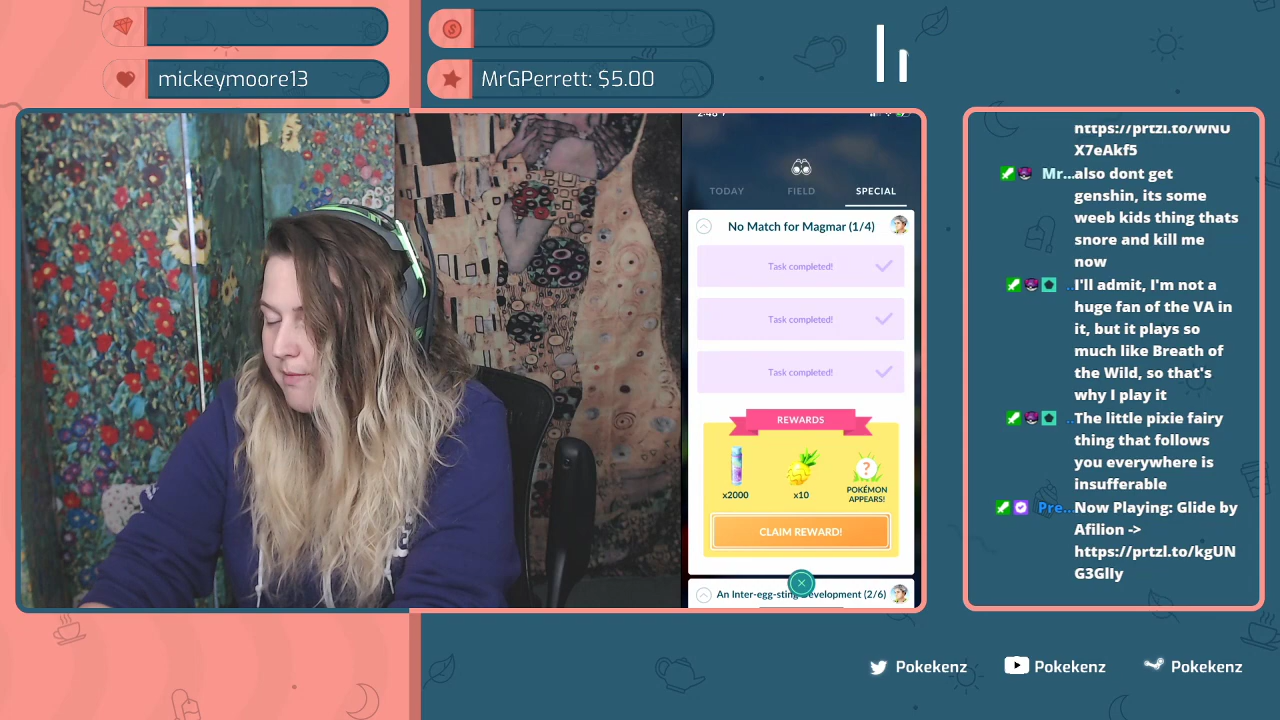 mickeymoore13
MrGPerrett: $5.00
TODAY
FIELD
SPECIAL
No Match for Magmar (1/4)
Task completed!
Task completed!
Task completed!
REWARDS
x2000
x10
?
POKÉMON
APPEARS!
CLAIM REWARD!
An Inter-egg-sting Development (2/6)
https://prtzl.to/wNU
X7eAkf5
Mr...also dont get
genshin, its some
weeb kids thing thats
snore and kill me
now
..I'll admit, I'm not a
huge fan of the VA in
it, but it plays so
much like Breath of
the Wild, so that's
why I play it
..The little pixie fairy
thing that follows
you everywhere is
insufferable
Pre...Now Playing: Glide by
Afilion ->
https://prtzl.to/kgUN
G3GlIy
Pokekenz
Pokekenz
Pokekenz